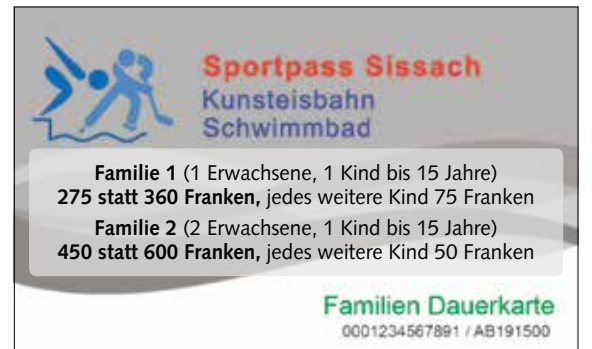 Sportpass Sissach
Kunsteisbahn
Schwimmbad
Familie 1 (1 Erwachsene, 1 Kind bis 15 Jahre)
275 statt 360 Franken, jedes weitere Kind 75 Franken
Familie 2 (2 Erwachsene, 1 Kind bis 15 Jahre)
450 statt 600 Franken, jedes weitere Kind 50 Franken
Familien Dauerkarte
0001234567891 / AB191500